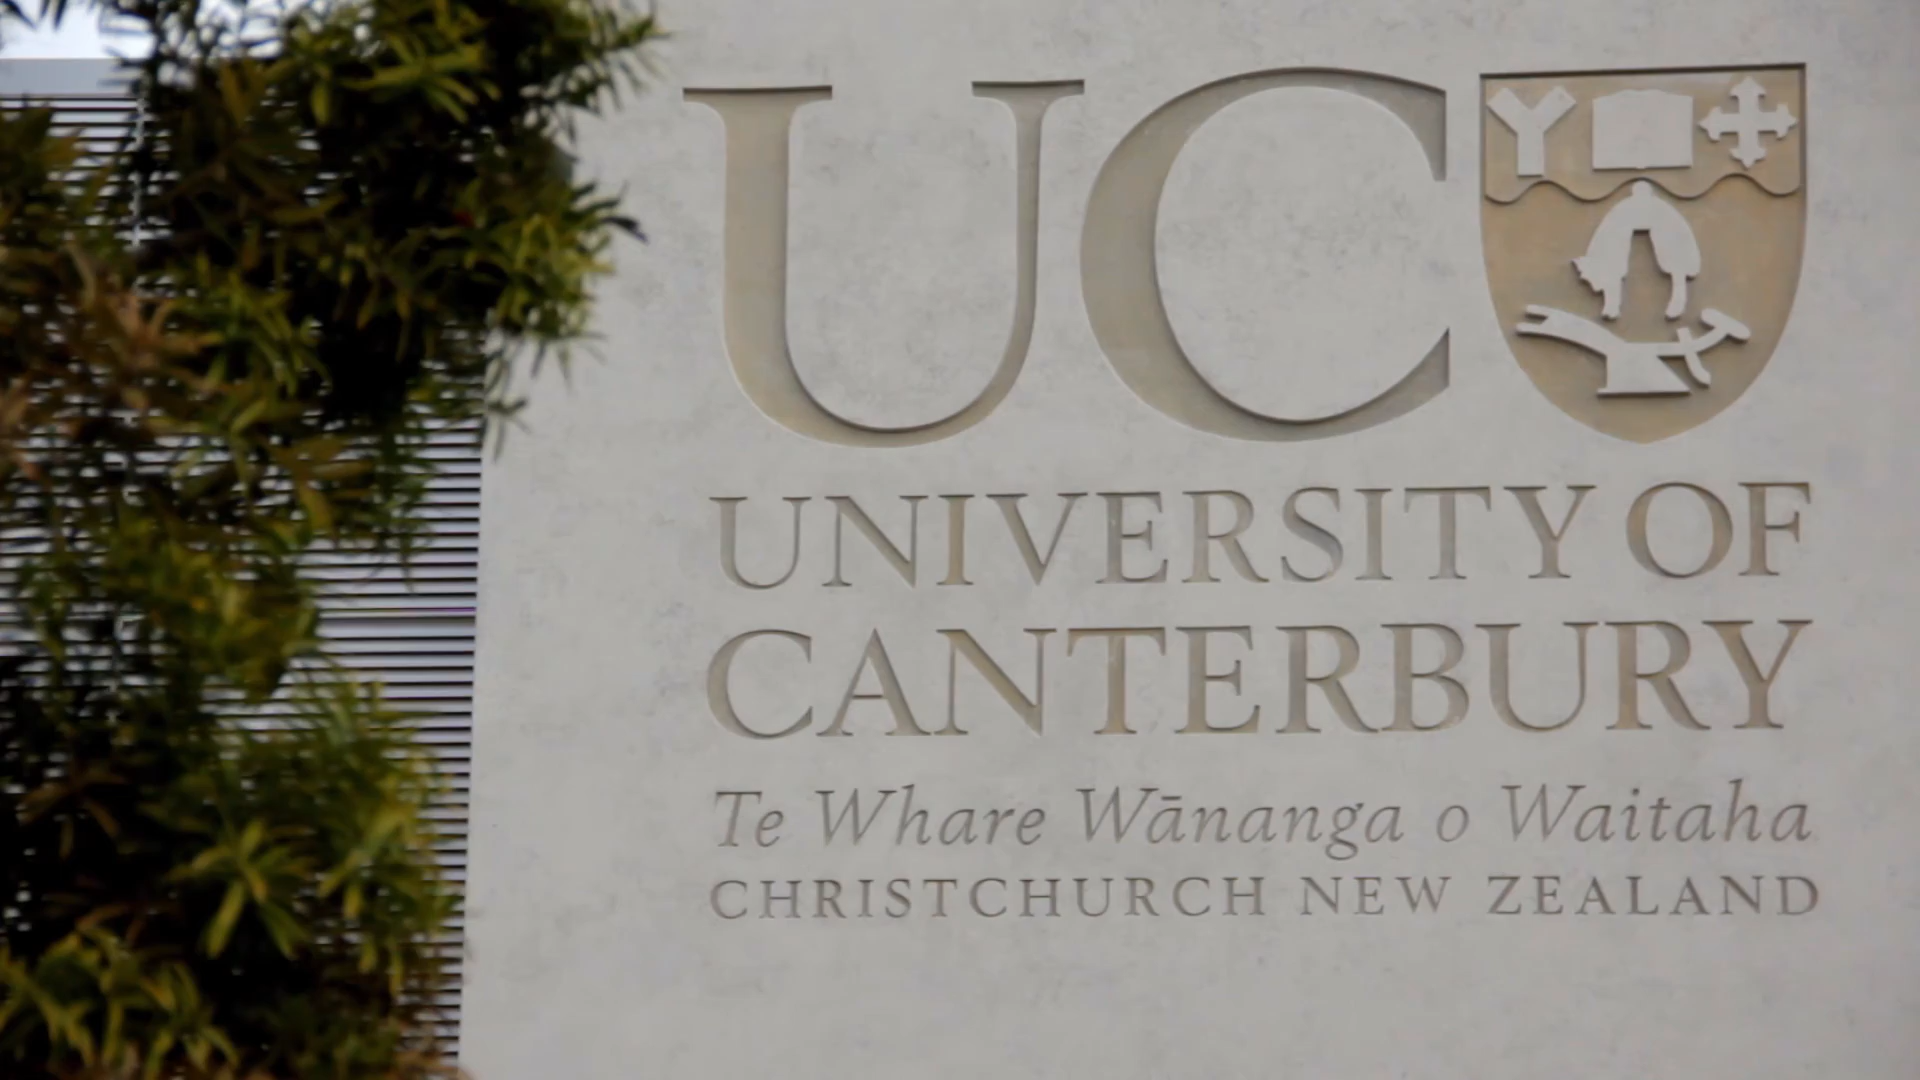 UC
UNIVERSITY OF
CANTERBURY
Te Whare Wānanga o Waitaha
CHRISTCHURCH NEW ZEALAND